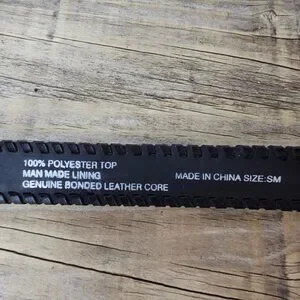 100% POLYESTER TOP
MAN MADE LINING
GENUINE BONDED LEATHER CORE
MADE IN CHINA SIZE:SM